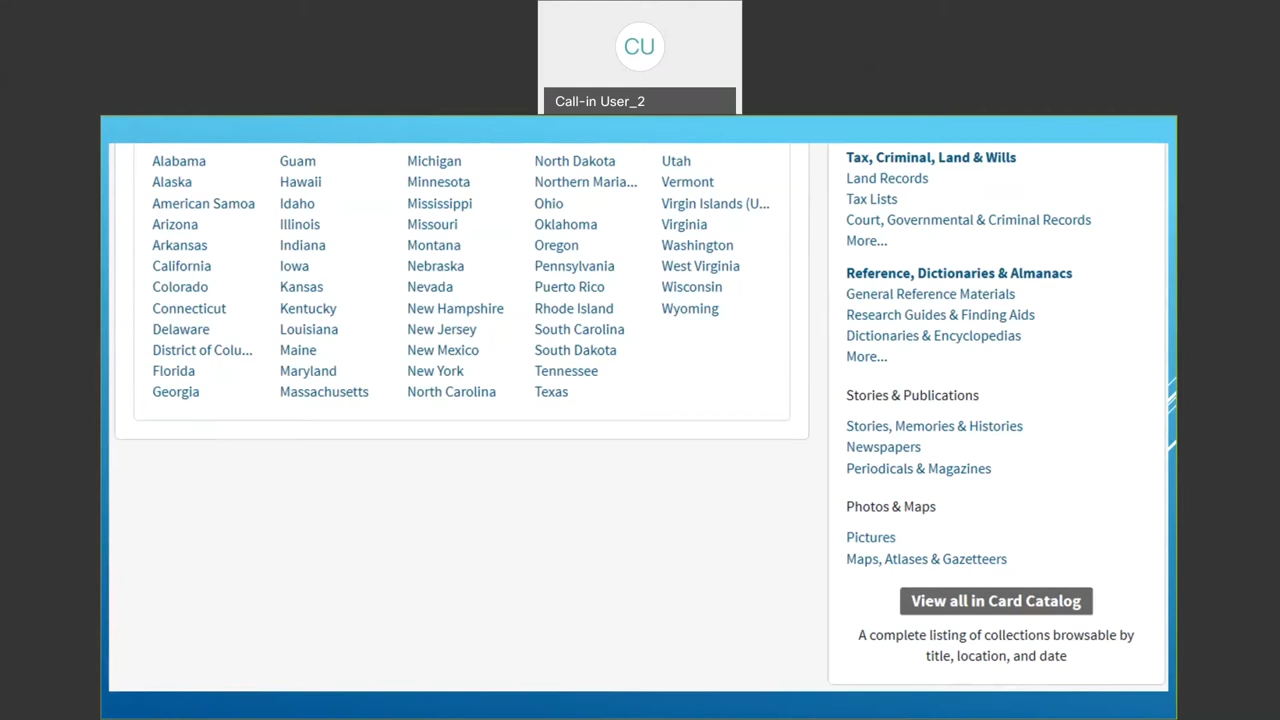 CU
Call-in User_2
Alabama
Alaska
American Samoa
Arizona
Arkansas
California
Colorado
Connecticut
Delaware
District of Colu...
Florida
Georgia
Guam
Hawaii
Idaho
Illinois
Indiana
Iowa
Kansas
Kentucky
Louisiana
Maine
Maryland
Massachusetts
Michigan
Minnesota
Mississippi
Missouri
Montana
Nebraska
Nevada
New Hampshire
New Jersey
New Mexico
New York
North Carolina
North Dakota
Northern Maria...
Ohio
Oklahoma
Oregon
Pennsylvania
Puerto Rico
Rhode Island
South Carolina
South Dakota
Tennessee
Texas
Utah
Vermont
Virgin Islands (U...
Virginia
Washington
West Virginia
Wisconsin
Wyoming
Tax, Criminal, Land & Wills
Land Records
Tax Lists
Court, Governmental & Criminal Records
More...
Reference, Dictionaries & Almanacs
General Reference Materials
Research Guides & Finding Aids
Dictionaries & Encyclopedias
More...
Stories & Publications
Stories, Memories & Histories
Newspapers
Periodicals & Magazines
Photos & Maps
Pictures
Maps, Atlases & Gazetteers
View all in Card Catalog
A complete listing of collections browsable by
title, location, and date